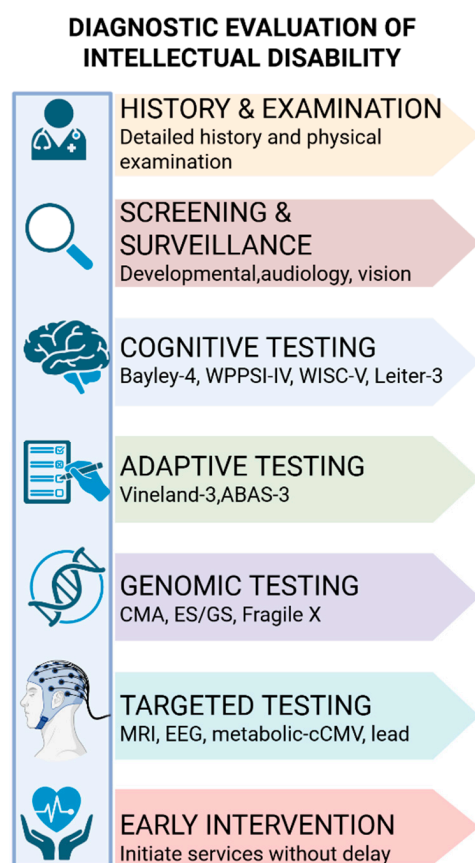 DIAGNOSTIC EVALUATION OF
INTELLECTUAL DISABILITY
HISTORY & EXAMINATION
Detailed history and physical
examination
SCREENING &
SURVEILLANCE
Developmental,audiology, vision
COGNITIVE TESTING
Bayley-4, WPPSI-IV, WISC-V, Leiter-3
ADAPTIVE TESTING
Vineland-3,ABAS-3
GENOMIC TESTING
CMA, ES/GS, Fragile X
TARGETED TESTING
MRI, EEG, metabolic-cCMV, lead
EARLY INTERVENTION
Initiate services without delay